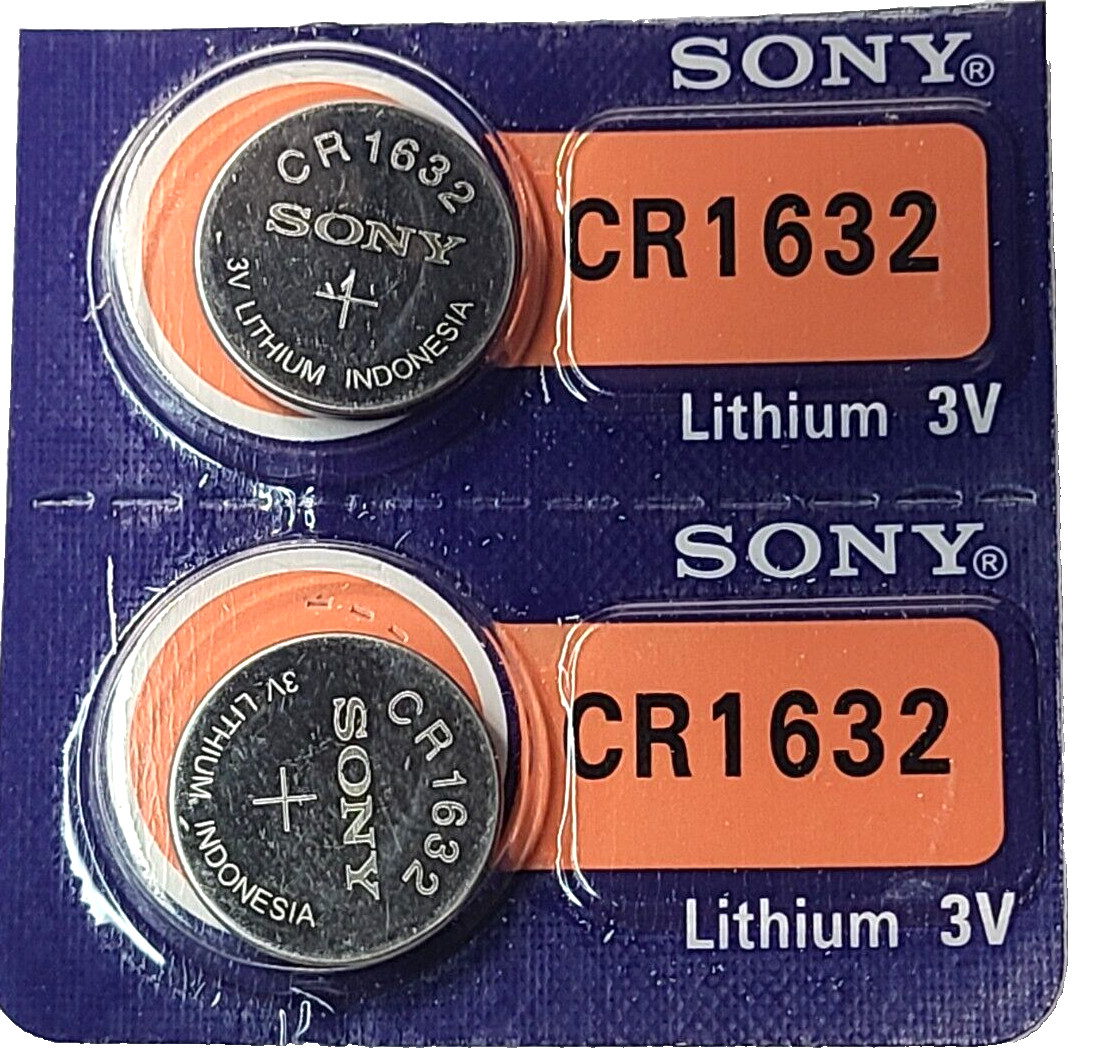 SONY®
CR1632
SONY
+
3V LITHIUM INDONESIA
CR1632
Lithium 3V
SONY®
CR1632
SONY
+
3V LITHIUM INDONESIA
CR1632
Lithium 3V